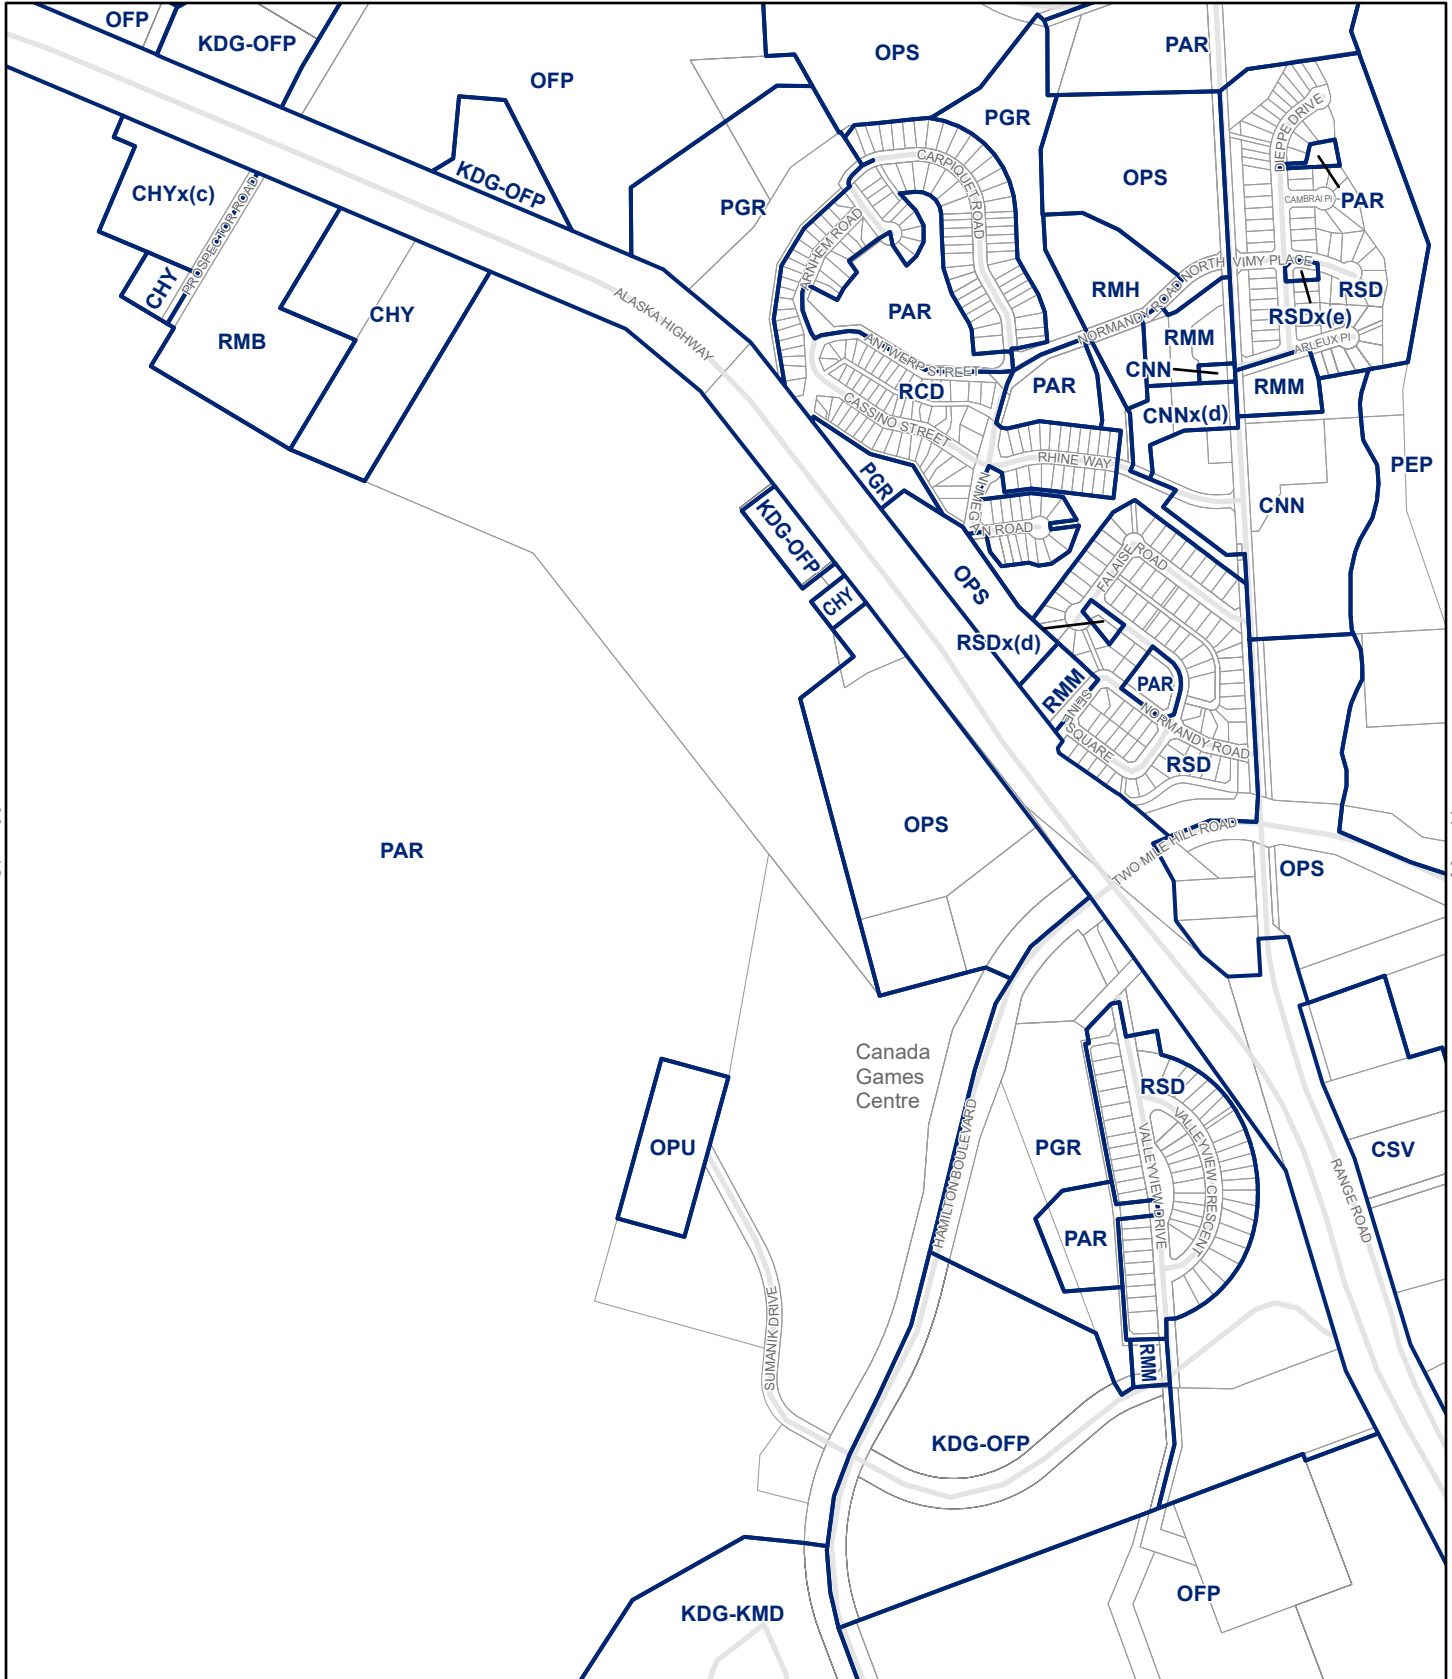 OFP
KDG-OFP
OFP
OPS
PAR
PGR
DIEPPE DRIVE
CARPIQUET ROAD
KDG-OFP
CHYx(c)
PROSPECTOR ROAD
PGR
OPS
CAMBRAI Pl
PAR
ARNHEM ROAD
CHY
ALASKA HIGHWAY
NORMANDY ROAD NORTH
VIMY PLACE
RMH
RSD
RSDx(e)
PAR
CHY
RMB
ANTWERP STREET
RMM
ARLEUX Pl
CNN
PAR
RMM
RCD
CASSINO STREET
CNNx(d)
RHINE WAY
PEP
PGR
NIJMEGAN ROAD
CNN
KDG-OFP
FALAISE ROAD
OPS
CHY
RSDx(d)
RMM
PAR
SEINE SQUARE
NORMANDY ROAD
RSD
OPS
TWO MILE HILL ROAD
PAR
OPS
Canada
Games
Centre
RSD
HAMILTON BOULEVARD
VALLEYVIEW CRESCENT
VALLEYVIEW DRIVE
OPU
PGR
CSV
RANGE ROAD
PAR
SUMANIK DRIVE
RMM
KDG-OFP
OFP
KDG-KMD